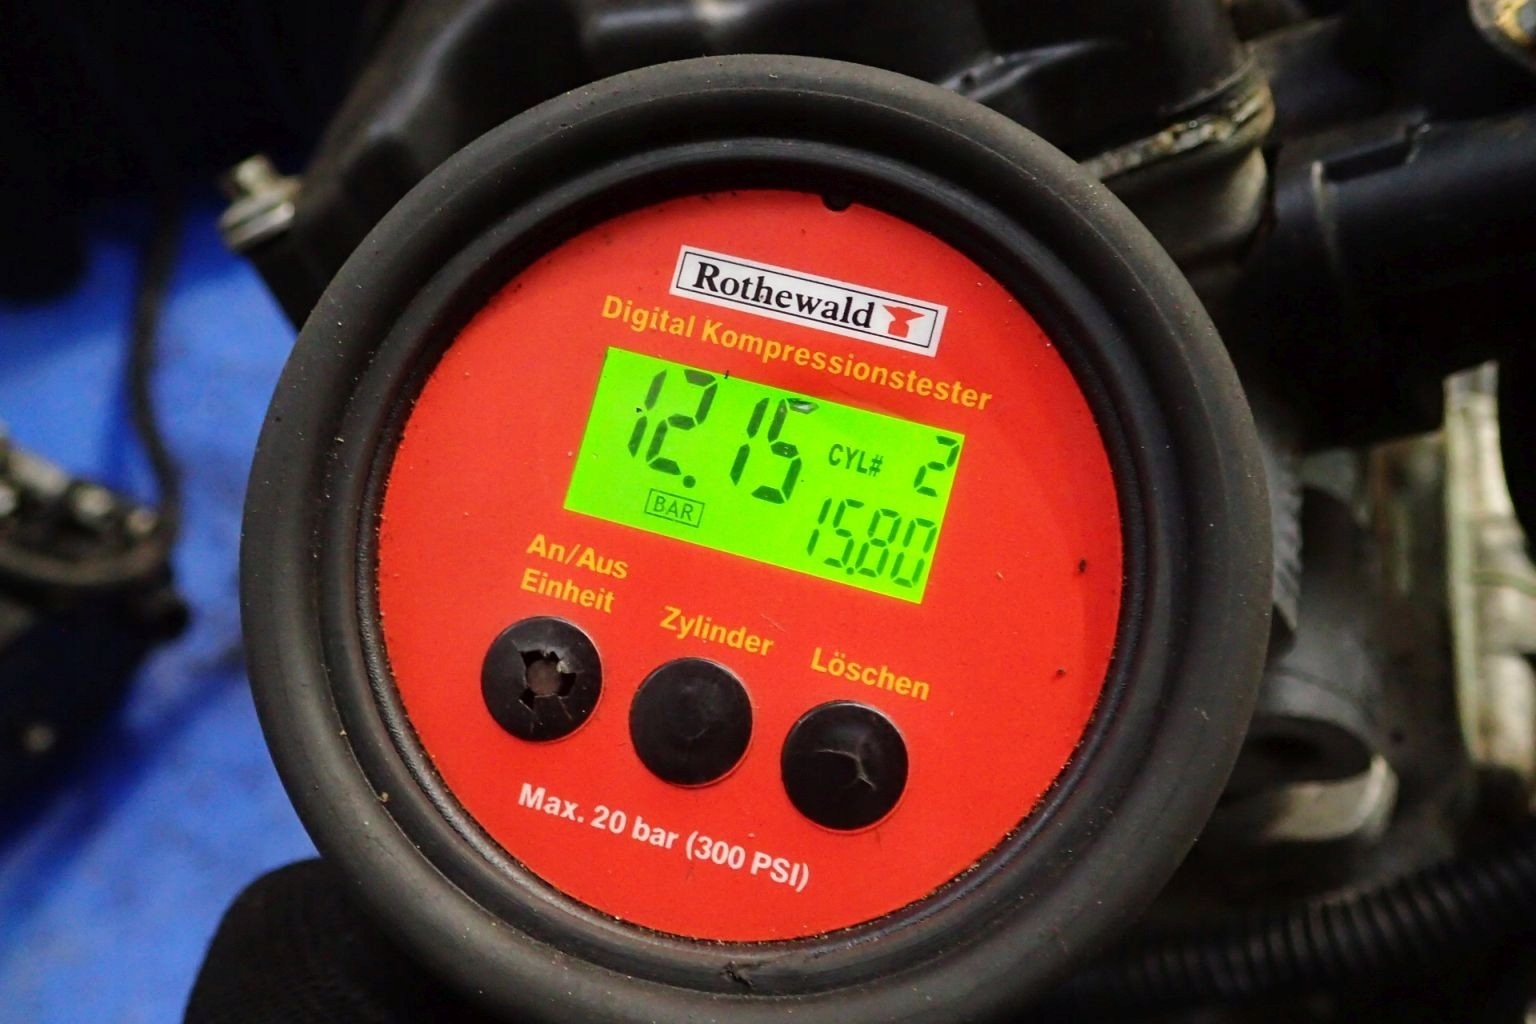 Rothewald
Digital Kompressionstester
12.15 CYL# 2
BAR 15.80
An/Aus
Einheit
Zylinder
Löschen
Max. 20 bar (300 PSI)